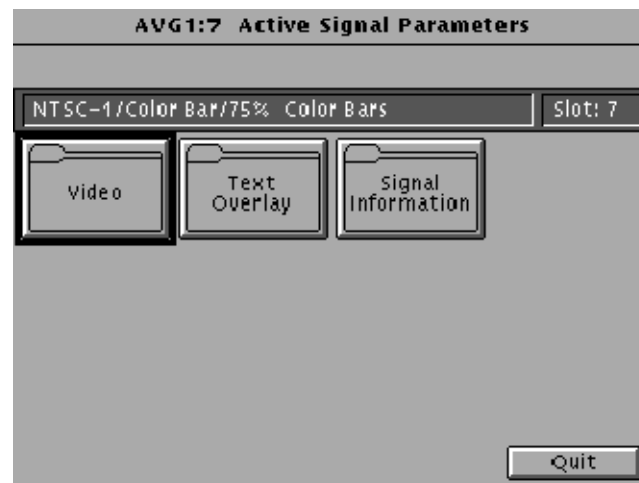 AVG1:7 Active Signal Parameters
NTSC-1/Color Bar/75% Color Bars
Slot: 7
Video
Text
Overlay
Signal
Information
Quit